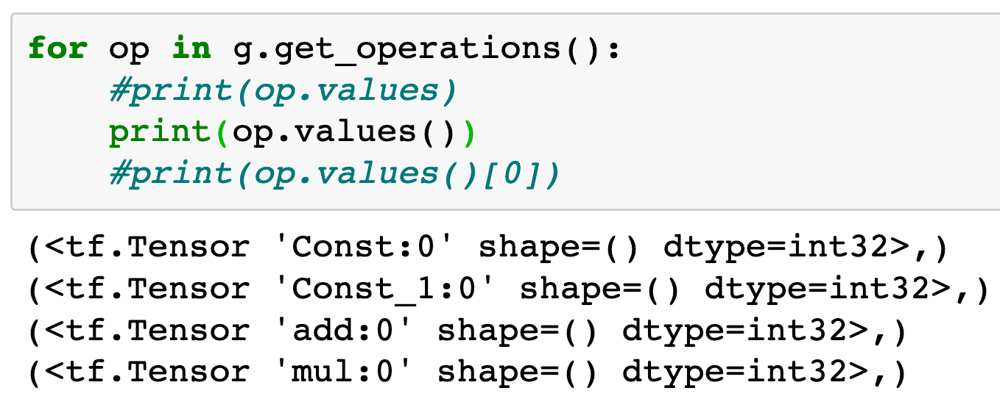 for op in g.get_operations():
    #print(op.values)
    print(op.values())
    #print(op.values()[0])
(<tf.Tensor 'Const:0' shape=() dtype=int32>,)
(<tf.Tensor 'Const_1:0' shape=() dtype=int32>,)
(<tf.Tensor 'add:0' shape=() dtype=int32>,)
(<tf.Tensor 'mul:0' shape=() dtype=int32>,)